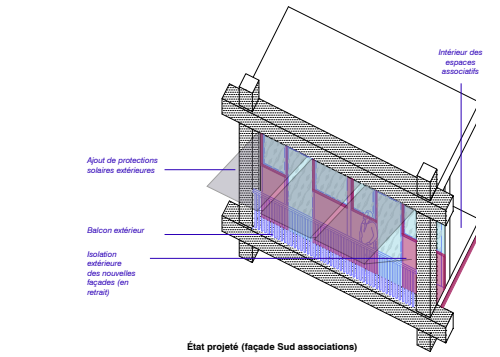 Intérieur des
espaces
associatifs
Ajout de protections
solaires extérieures
Balcon extérieur
Isolation
extérieure
des nouvelles
façades (en
retrait)
État projeté (façade Sud associations)